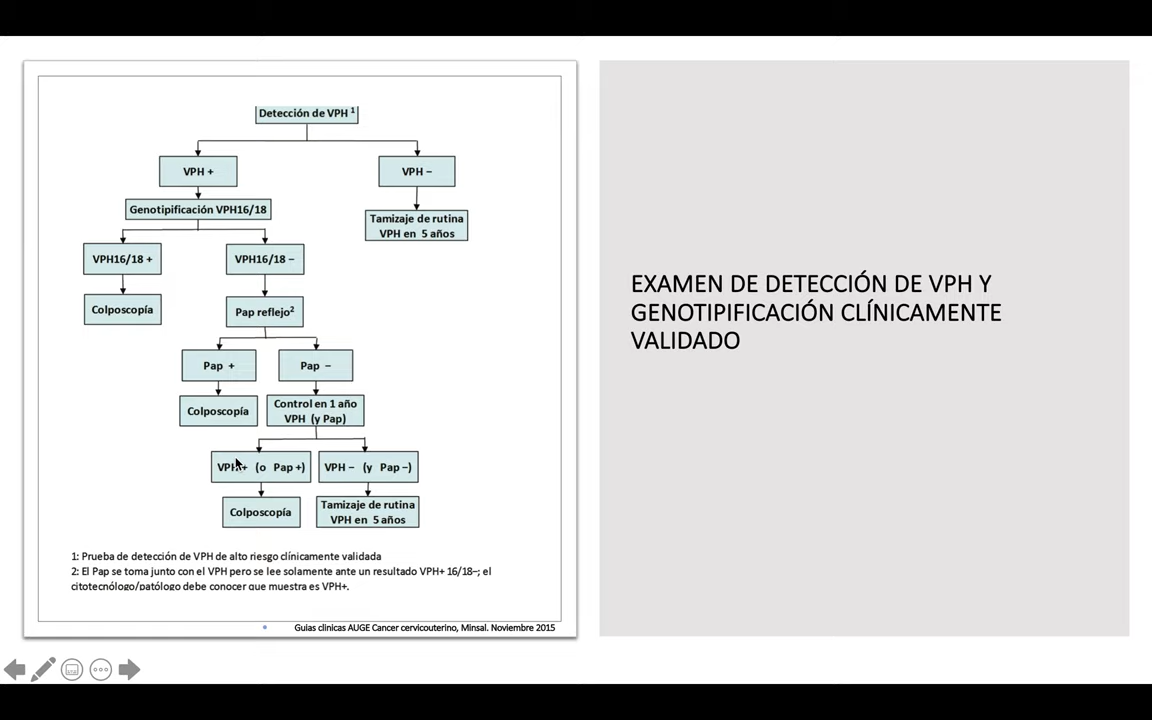 Detección de VPH 1
VPH +
VPH −
Genotipificación VPH16/18
Tamizaje de rutina
VPH en 5 años
VPH16/18 +
VPH16/18 −
Colposcopía
Pap reflejo2
Pap +
Pap −
Colposcopía
Control en 1 año
VPH (y Pap)
VPH + (o Pap +)
VPH − (y Pap −)
Colposcopía
Tamizaje de rutina
VPH en 5 años
1: Prueba de detección de VPH de alto riesgo clínicamente validada
2: El Pap se toma junto con el VPH pero se lee solamente ante un resultado VPH+ 16/18−; el
citotecnólogo/patólogo debe conocer que muestra es VPH+.
Guias clinicas AUGE Cancer cervicouterino, Minsal. Noviembre 2015
EXAMEN DE DETECCIÓN DE VPH Y
GENOTIPIFICACIÓN CLÍNICAMENTE
VALIDADO